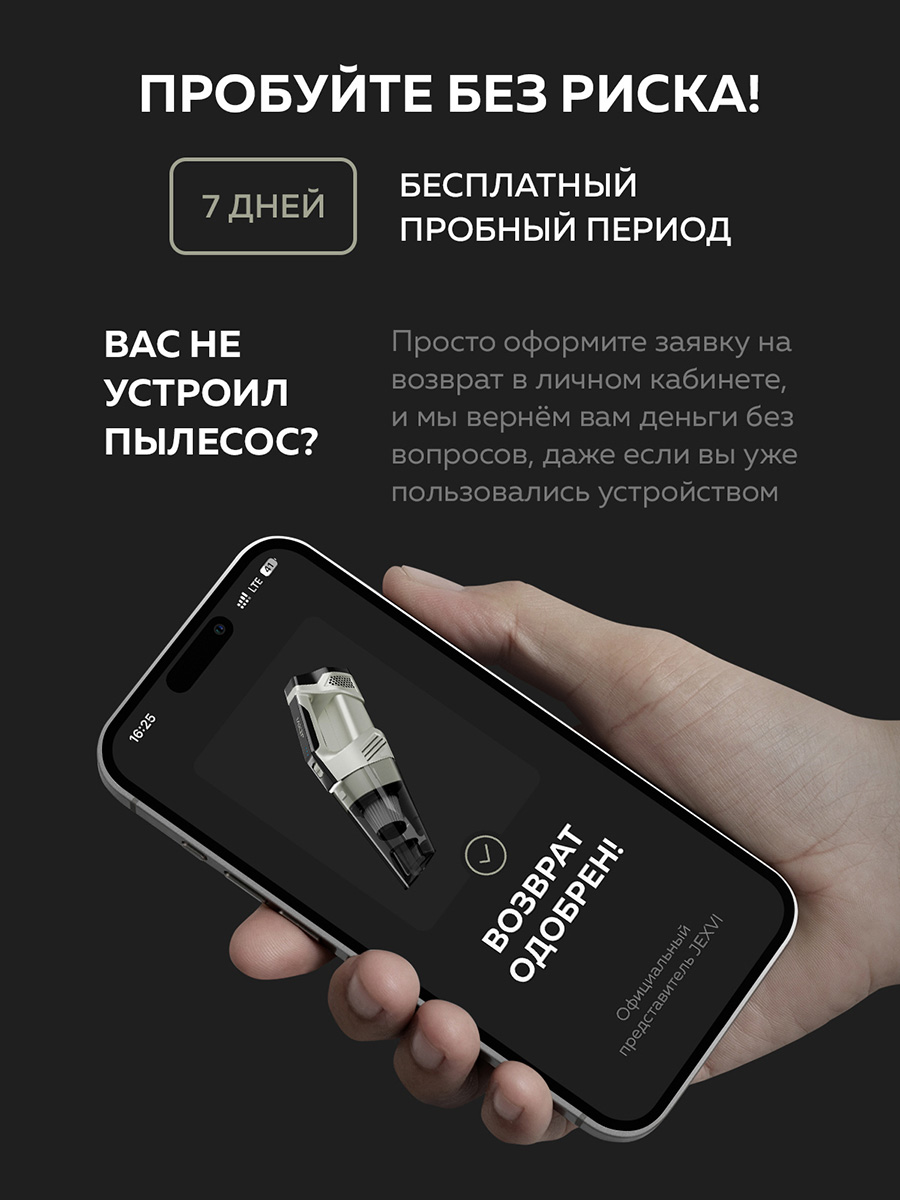 ПРОБУЙТЕ БЕЗ РИСКА!
7 ДНЕЙ
БЕСПЛАТНЫЙ
ПРОБНЫЙ ПЕРИОД
ВАС НЕ
УСТРОИЛ
ПЫЛЕСОС?
Просто оформите заявку на
возврат в личном кабинете,
и мы вернём вам деньги без
вопросов, даже если вы уже
пользовались устройством
16:25
LTE 41
ВОЗВРАТ
ОДОБРЕН!
Официальный
представитель JEXVI